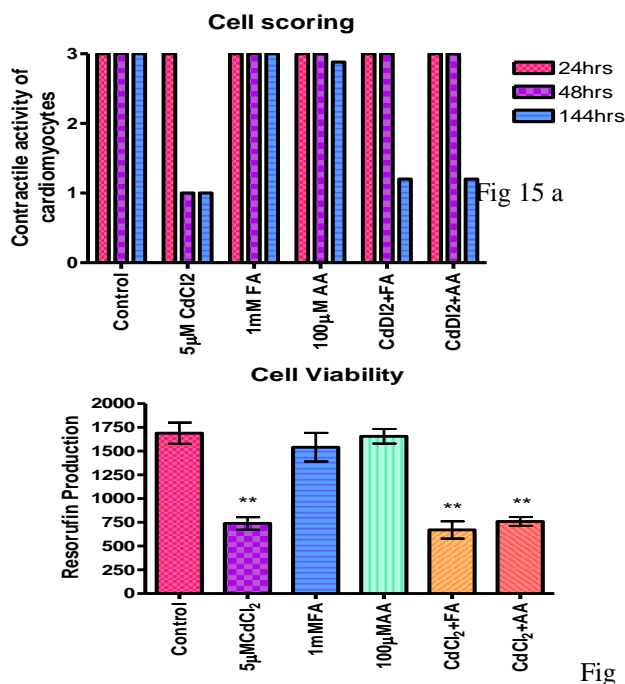 Cell scoring
Contractile activity of
cardiomyocytes
3
2
1
0
Control
5μM CdCl2
1mM FA
100μM AA
CdDl2+FA
CdDl2+AA
24hrs
48hrs
144hrs
Fig 15 a
Cell Viability
Resorufin Production
2000
1750
1500
1250
1000
750
500
250
0
**
**
**
Control
5μMCdCl₂
1mMFA
100μMAA
CdCl₂+FA
CdCl₂+AA
Fig